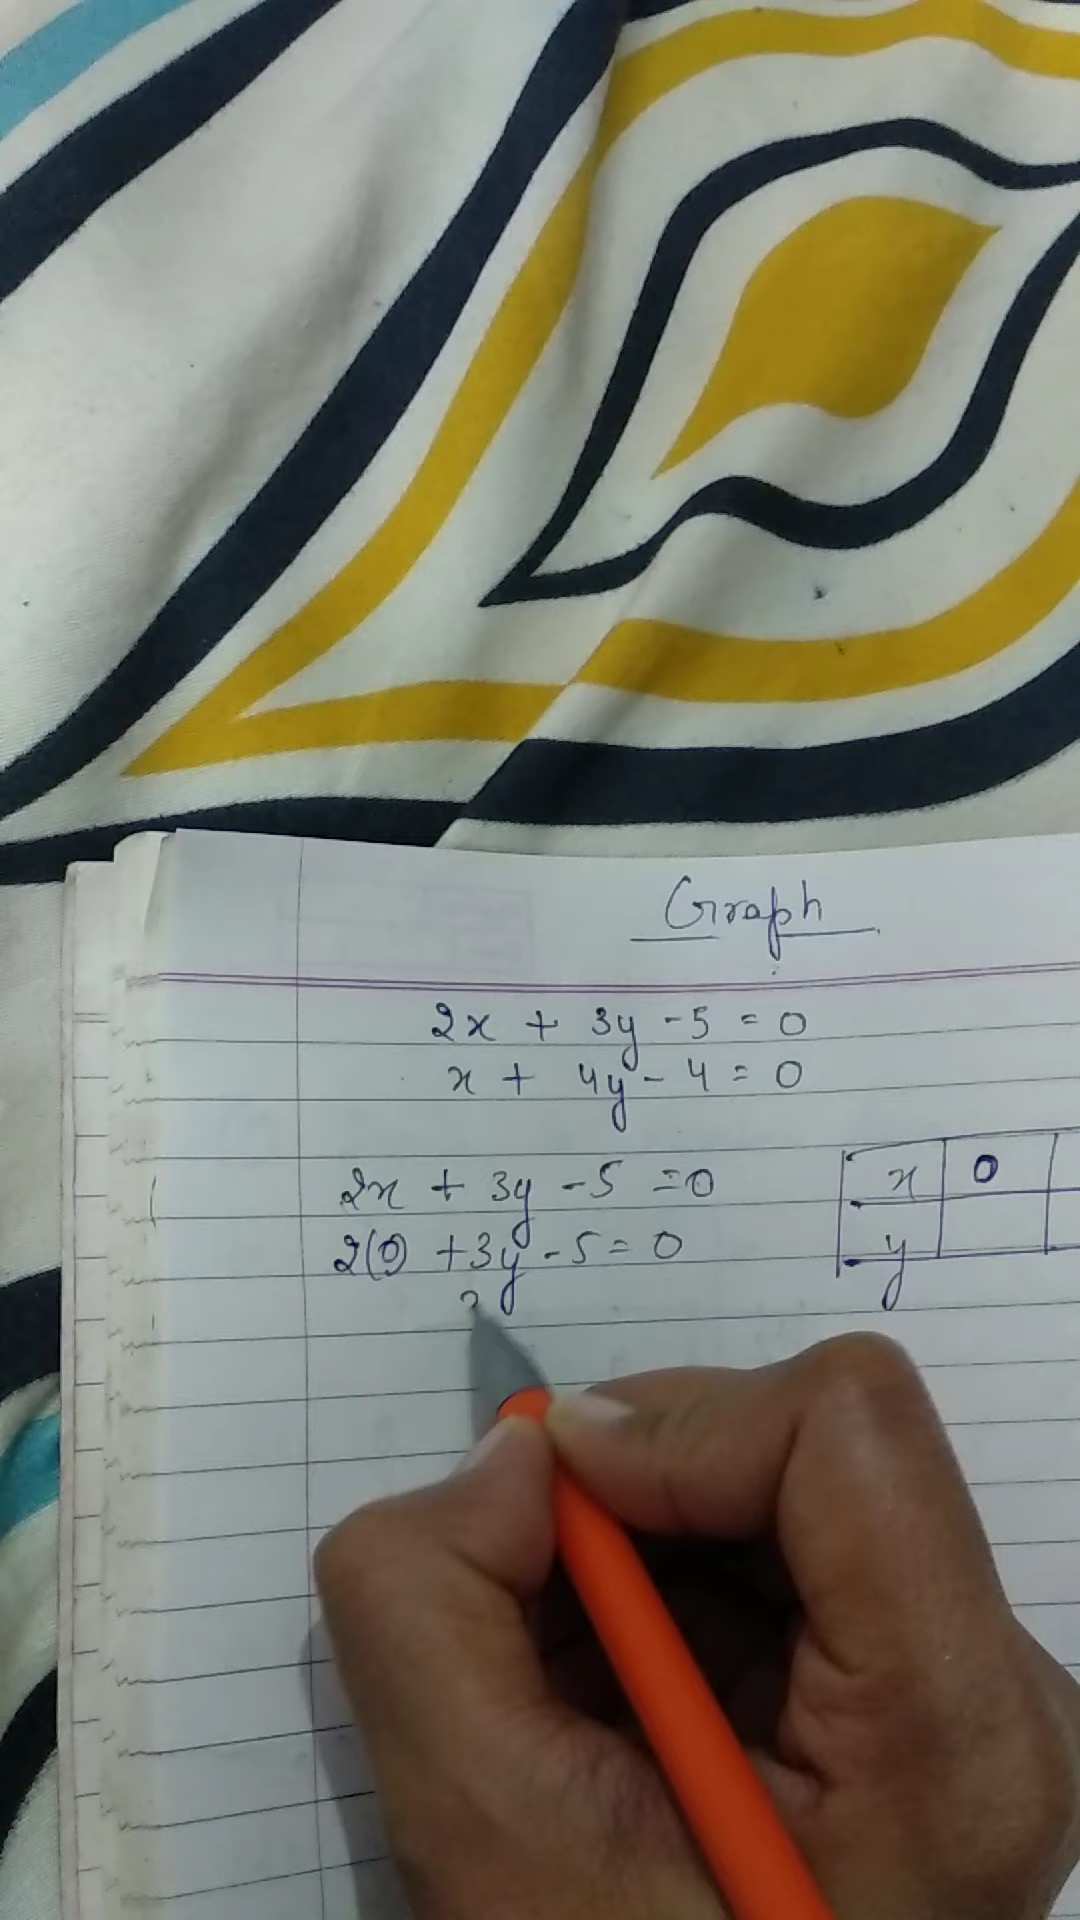 Graph
2x + 3y - 5 = 0
x + 4y - 4 = 0
2x + 3y - 5 = 0
2(0) + 3y - 5 = 0
x 0
y